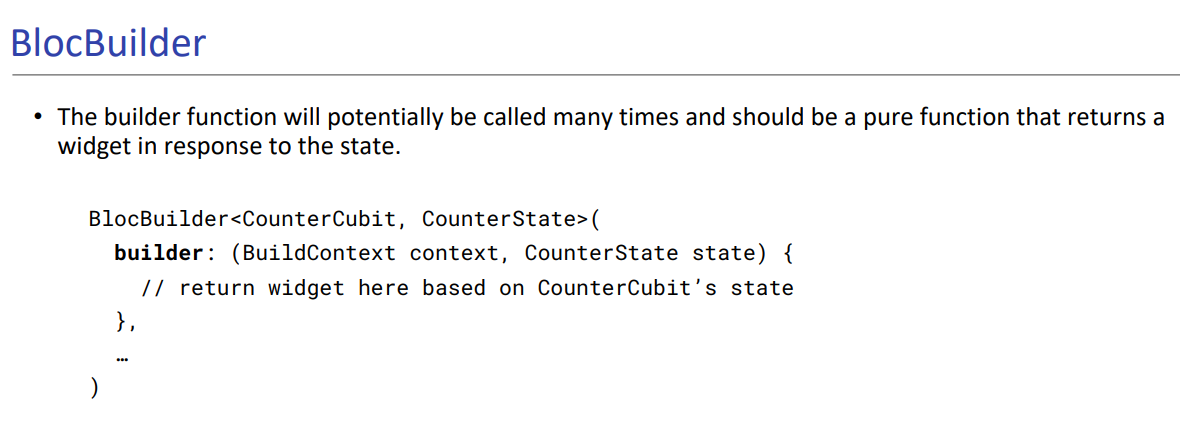 BlocBuilder
• The builder function will potentially be called many times and should be a pure function that returns a
widget in response to the state.
BlocBuilder<CounterCubit, CounterState>(
builder: (BuildContext context, CounterState state) {
// return widget here based on CounterCubit’s state
},
…
)